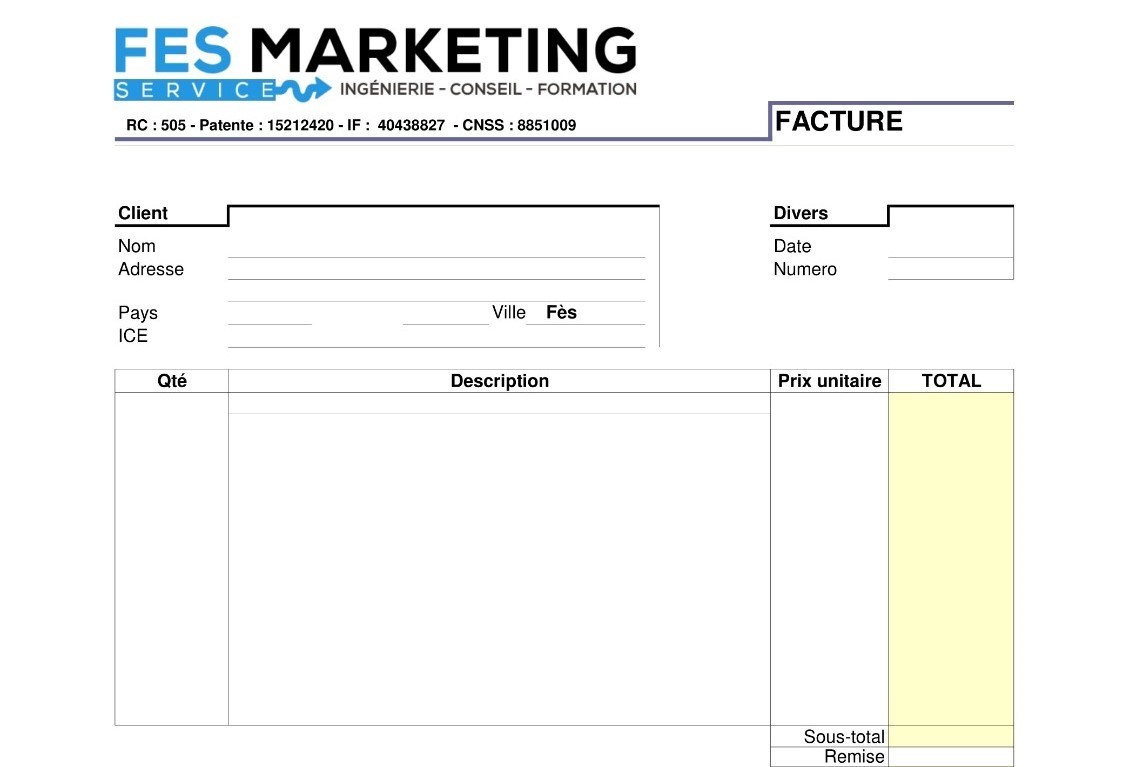 FES MARKETING
SERVICE INGÉNIERIE - CONSEIL - FORMATION
RC : 505 - Patente : 15212420 - IF : 40438827 - CNSS : 8851009
FACTURE
Client
Divers
Nom
Date
Adresse
Numero
Pays Ville Fès
ICE
Qté Description Prix unitaire TOTAL
Sous-total
Remise